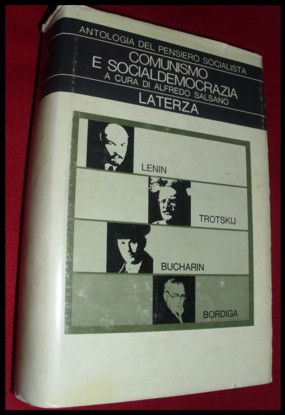 ANTOLOGIA DEL PENSIERO SOCIALISTA
COMUNISMO
E SOCIALDEMOCRAZIA
A CURA DI ALFREDO SALSANO
LATERZA
LENIN
TROTSKIJ
BUCHARIN
BORDIGA